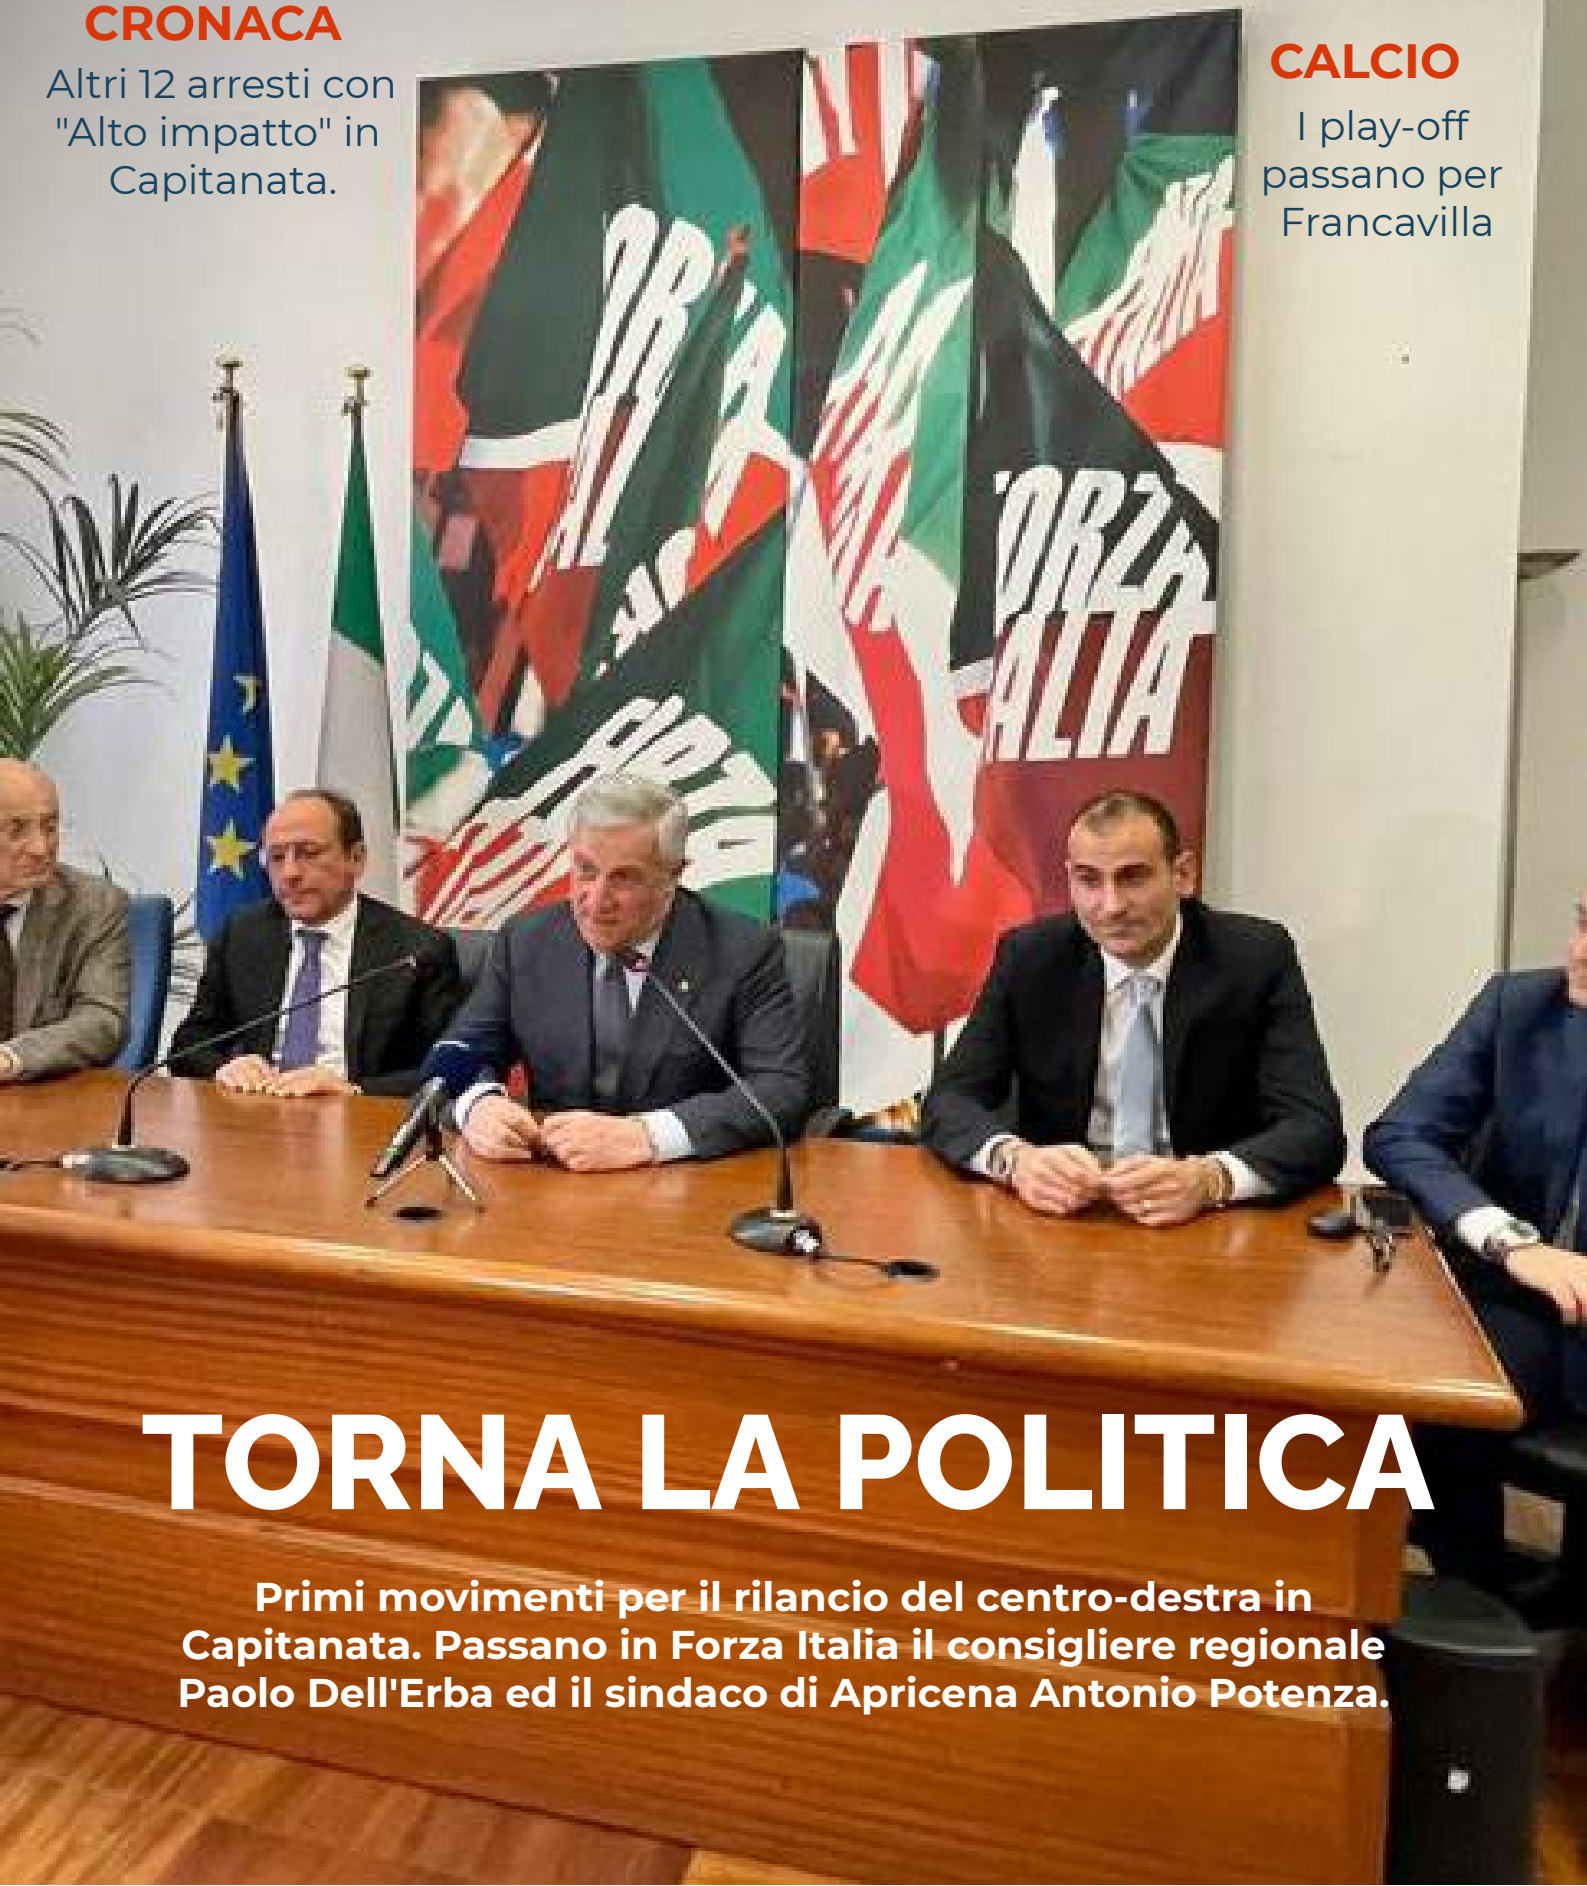 CRONACA
Altri 12 arresti con
"Alto impatto" in
Capitanata.
CALCIO
I play-off
passano per
Francavilla
ORZA
ITALIA
TORNA LA POLITICA
Primi movimenti per il rilancio del centro-destra in
Capitanata. Passano in Forza Italia il consigliere regionale
Paolo Dell'Erba ed il sindaco di Apricena Antonio Potenza.